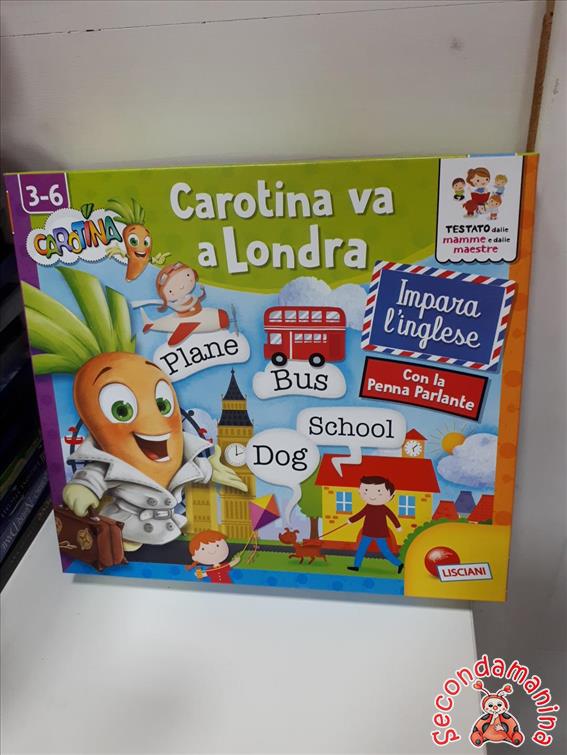 3-6
CAROTINA
Carotina va
a Londra
TESTATO dalle
mamme e dalle
maestre
Impara
l'inglese
Con la
Penna Parlante
Plane
Bus
School
Dog
LISCIANI
Secondamanina